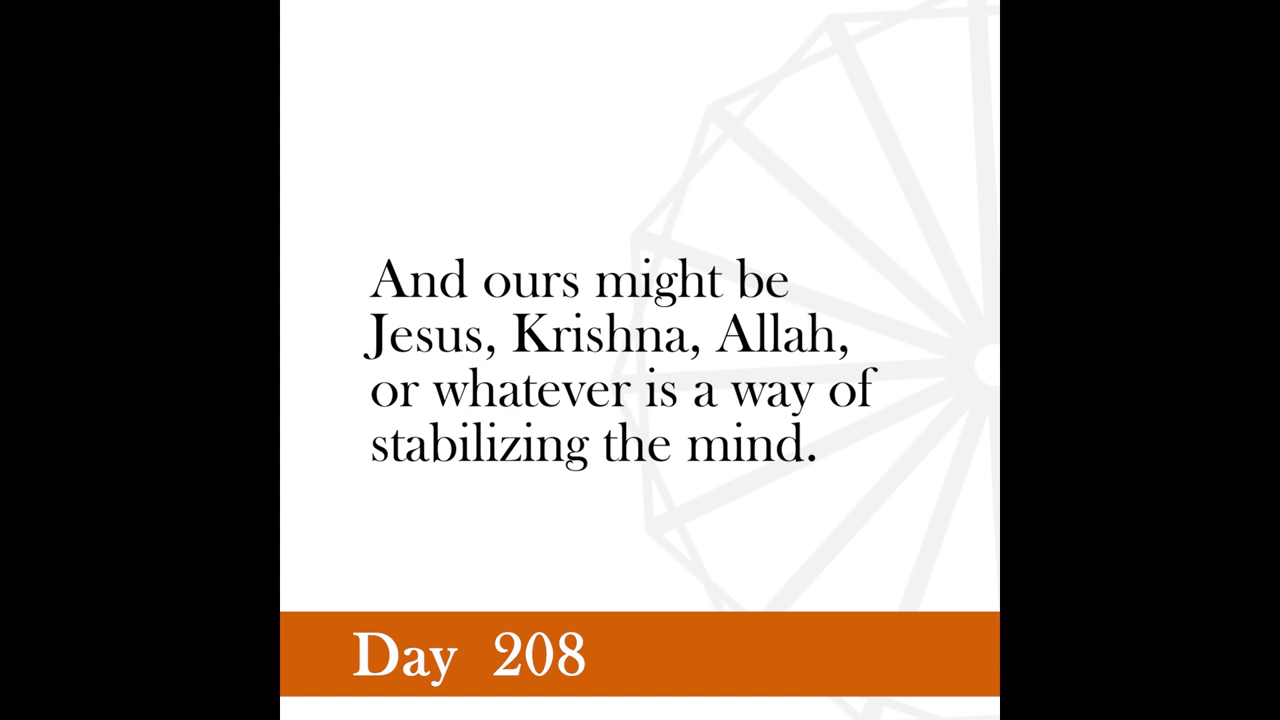 And ours might be
Jesus, Krishna, Allah,
or whatever is a way of
stabilizing the mind.
Day 208